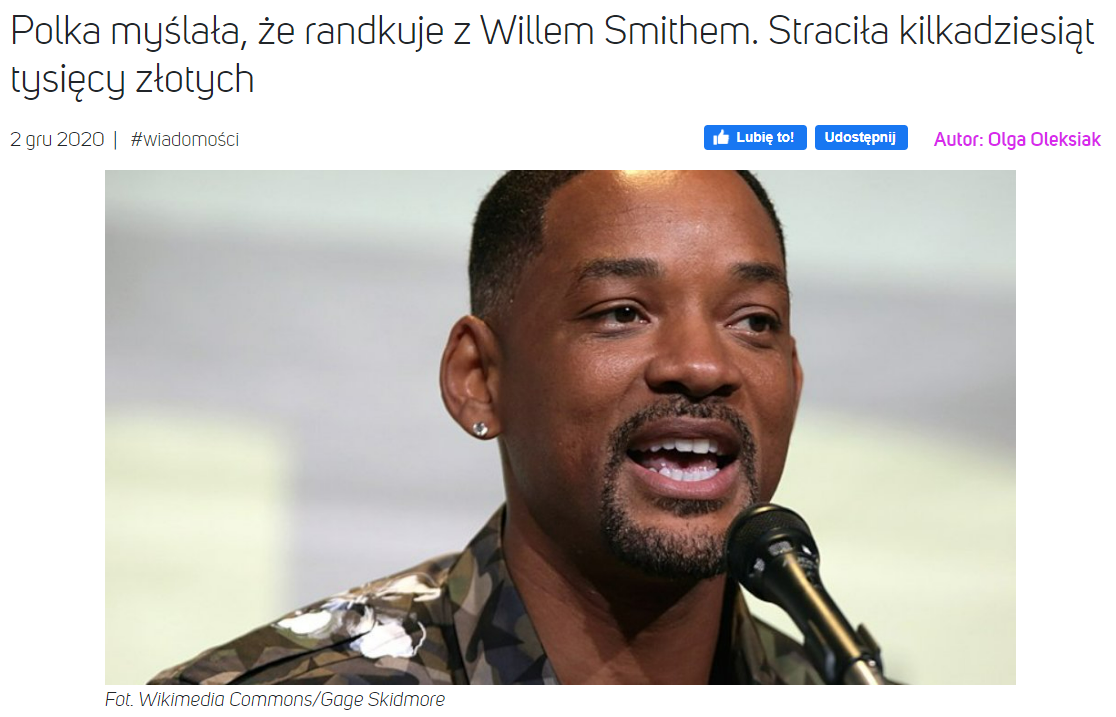 Polka myślała, że randkuje z Willem Smithem. Straciła kilkadziesiąt
tysięcy złotych
2 gru 2020 | #wiadomości
Lubię to! Udostępnij Autor: Olga Oleksiak
Fot. Wikimedia Commons/Gage Skidmore